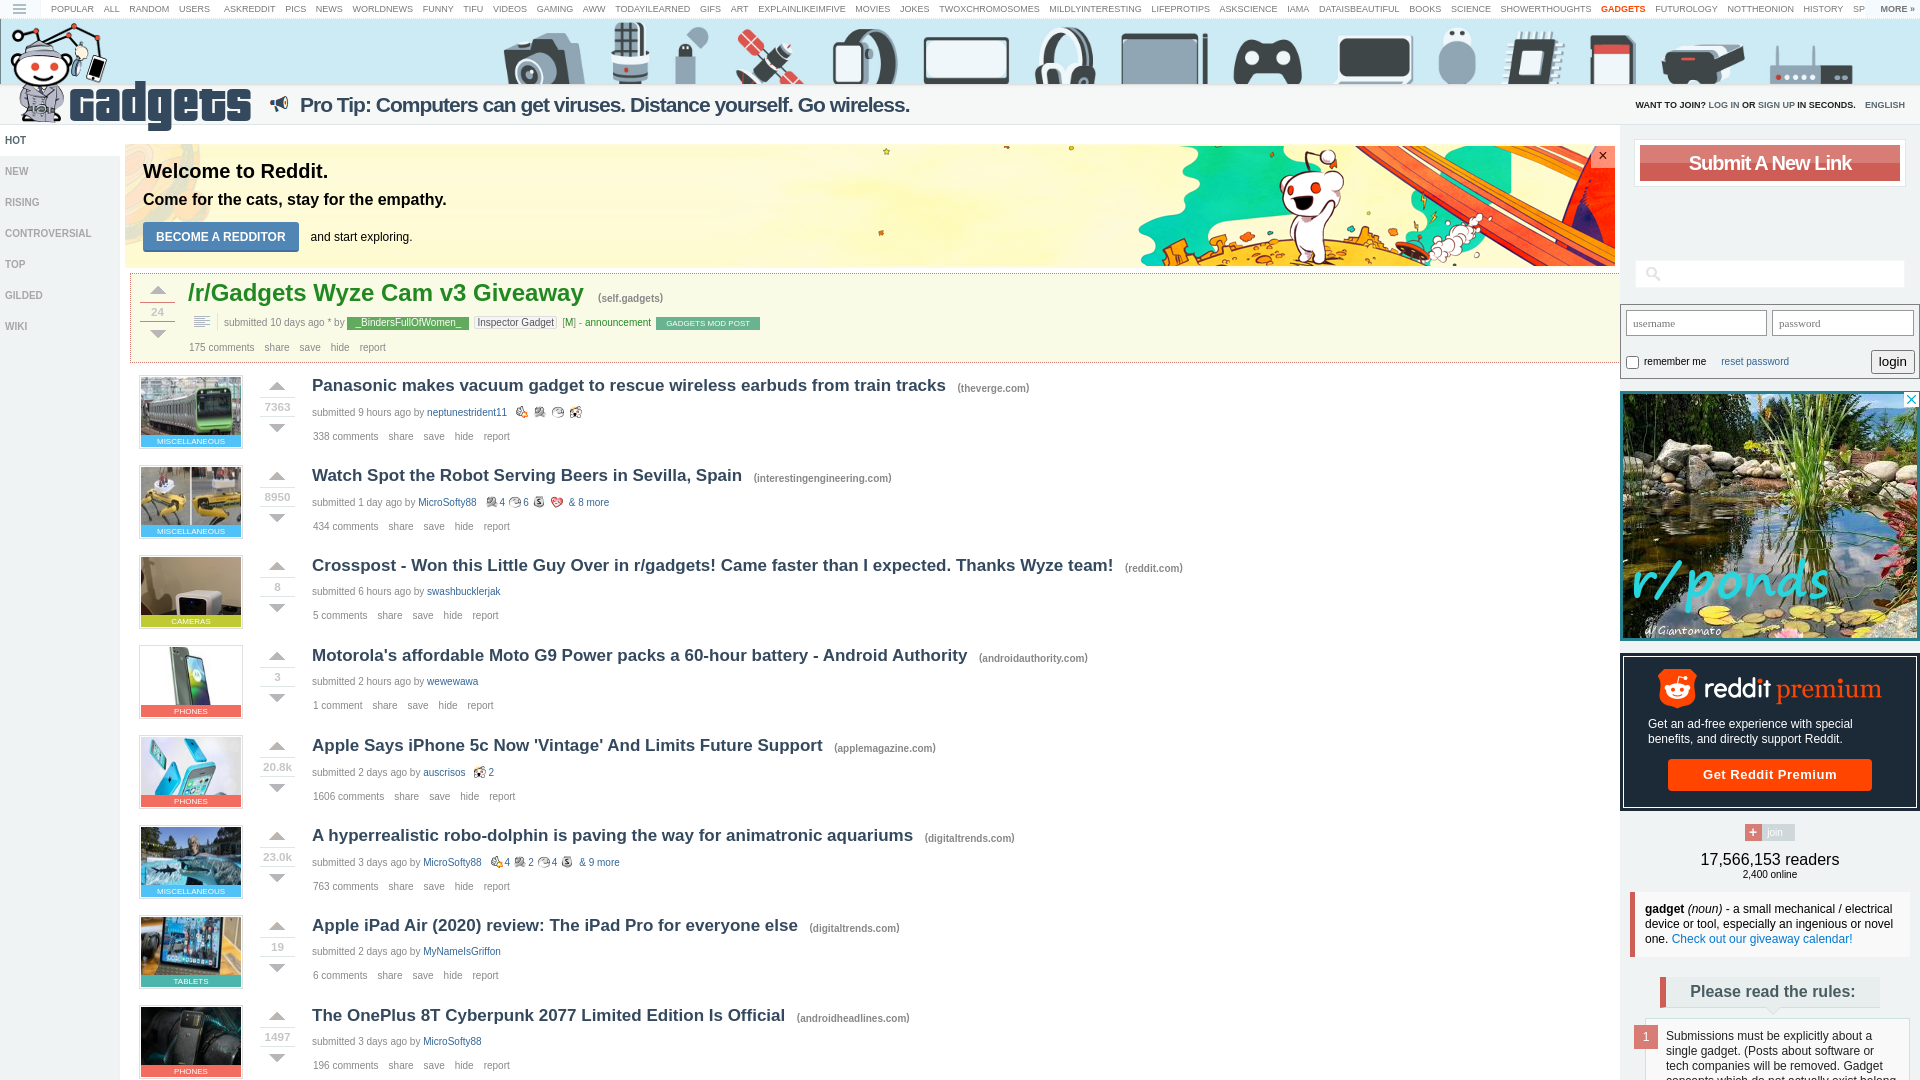 POPULAR ALL RANDOM USERS ASKREDDIT PICS NEWS WORLDNEWS FUNNY TIFU VIDEOS GAMING AWW TODAYILEARNED GIFS ART EXPLAINLIKEIMFIVE MOVIES JOKES TWOXCHROMOSOMES MILDLYINTERESTING LIFEPROTIPS ASKSCIENCE IAMA DATAISBEAUTIFUL BOOKS SCIENCE SHOWERTHOUGHTS GADGETS FUTUROLOGY NOTTHEONION HISTORY SP MORE »
Gadgets
Pro Tip: Computers can get viruses. Distance yourself. Go wireless.
WANT TO JOIN? LOG IN OR SIGN UP IN SECONDS. ENGLISH
HOT
NEW
RISING
CONTROVERSIAL
TOP
GILDED
WIKI
Welcome to Reddit.
Come for the cats, stay for the empathy.
BECOME A REDDITOR and start exploring.
×
/r/Gadgets Wyze Cam v3 Giveaway (self.gadgets)
24
submitted 10 days ago * by _BindersFullOfWomen_ Inspector Gadget [M] - announcement GADGETS MOD POST
175 comments share save hide report
Panasonic makes vacuum gadget to rescue wireless earbuds from train tracks (theverge.com)
7363
submitted 9 hours ago by neptunestrident11
338 comments share save hide report
MISCELLANEOUS
Watch Spot the Robot Serving Beers in Sevilla, Spain (interestingengineering.com)
8950
submitted 1 day ago by MicroSofty88 4 6 & 8 more
434 comments share save hide report
MISCELLANEOUS
Crosspost - Won this Little Guy Over in r/gadgets! Came faster than I expected. Thanks Wyze team! (reddit.com)
8
submitted 6 hours ago by swashbucklerjak
5 comments share save hide report
CAMERAS
Motorola's affordable Moto G9 Power packs a 60-hour battery - Android Authority (androidauthority.com)
3
submitted 2 hours ago by wewewawa
1 comment share save hide report
PHONES
Apple Says iPhone 5c Now 'Vintage' And Limits Future Support (applemagazine.com)
20.8k
submitted 2 days ago by auscrisos 2
1606 comments share save hide report
PHONES
A hyperrealistic robo-dolphin is paving the way for animatronic aquariums (digitaltrends.com)
23.0k
submitted 3 days ago by MicroSofty88 4 2 4 & 9 more
763 comments share save hide report
MISCELLANEOUS
Apple iPad Air (2020) review: The iPad Pro for everyone else (digitaltrends.com)
19
submitted 2 days ago by MyNameIsGriffon
6 comments share save hide report
TABLETS
The OnePlus 8T Cyberpunk 2077 Limited Edition Is Official (androidheadlines.com)
1497
submitted 3 days ago by MicroSofty88
196 comments share save hide report
PHONES
Submit A New Link
username password
remember me reset password login
r/ponds
u/Giantomato
reddit premium
Get an ad-free experience with special
benefits, and directly support Reddit.
Get Reddit Premium
+ join
17,566,153 readers
2,400 online
gadget (noun) - a small mechanical / electrical
device or tool, especially an ingenious or novel
one. Check out our giveaway calendar!
Please read the rules:
1 Submissions must be explicitly about a
single gadget. (Posts about software or
tech companies will be removed. Gadget
concepts which do not actually exist belong